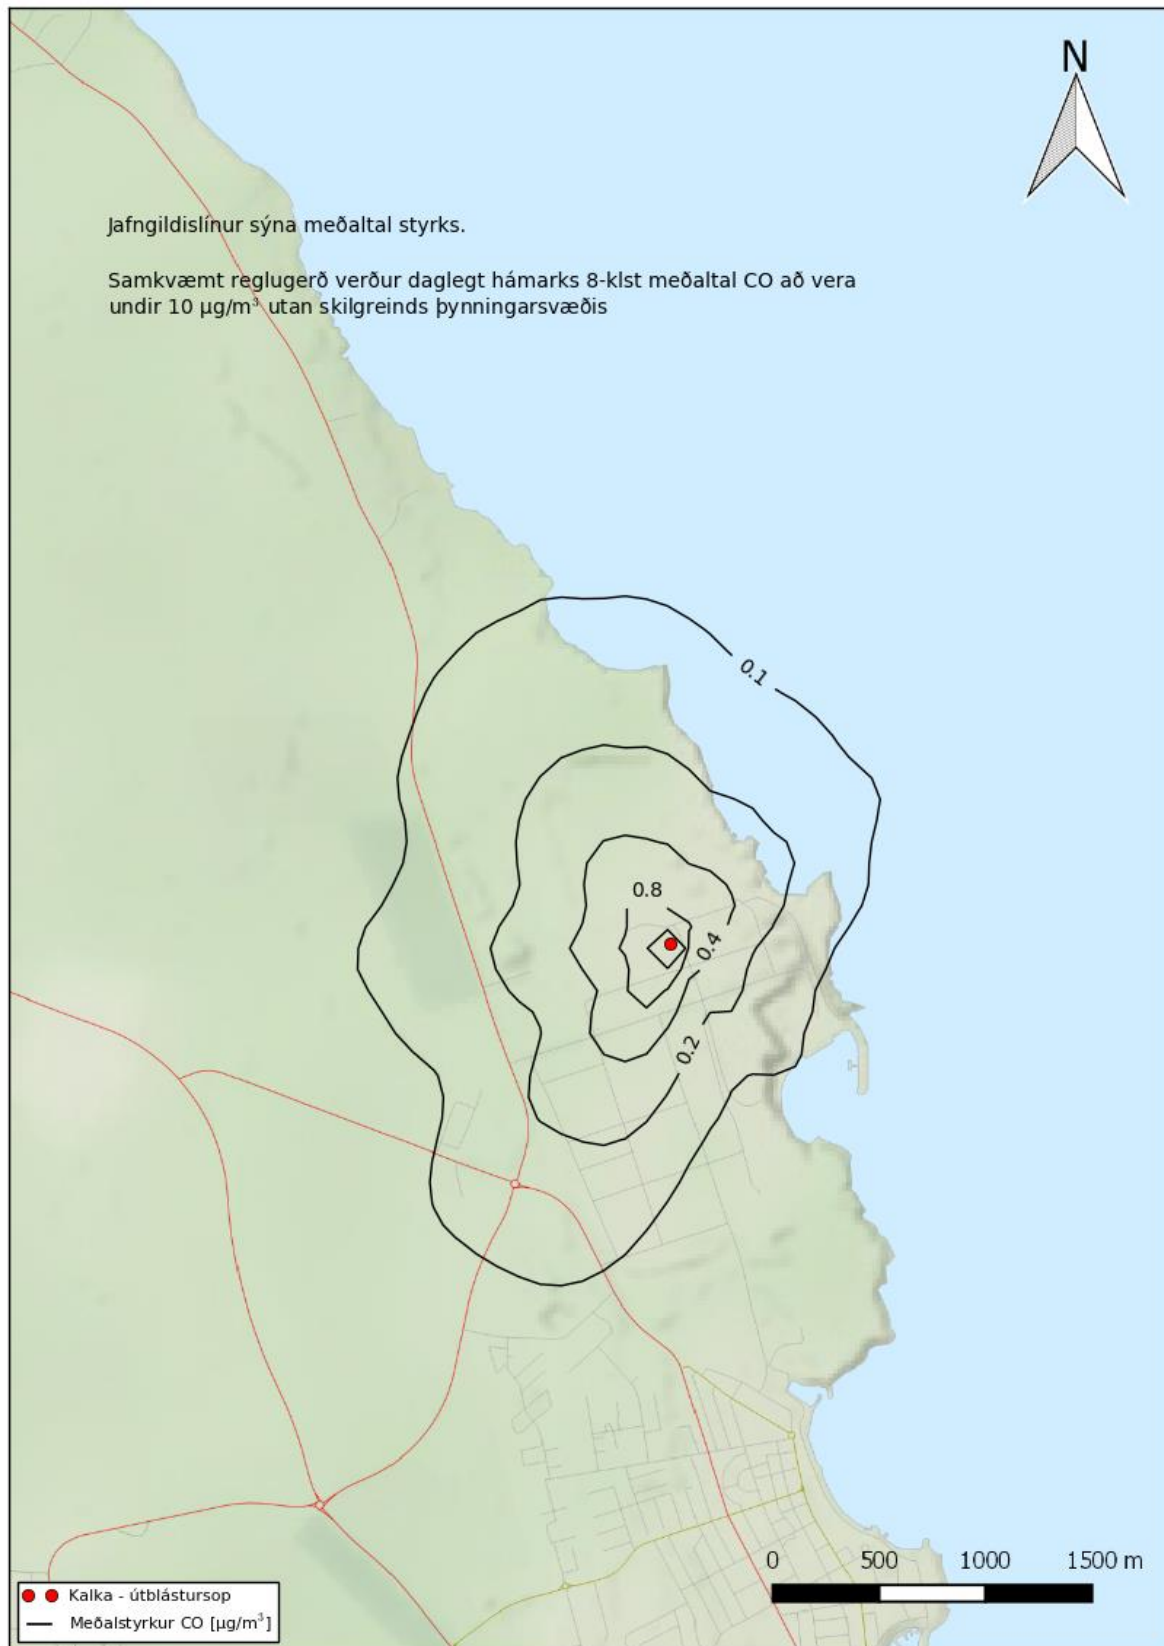 N
Jafngildislínur sýna meðaltal styrks.
Samkvæmt reglugerð verður daglegt hámarks 8-klst meðaltal CO að vera
undir 10 µg/m³ utan skilgreinds þynningarsvæðis
0.1
0.8
0.4
0.2
0 500 1000 1500 m
Kalka - útblástursop
Meðalstyrkur CO [µg/m³]